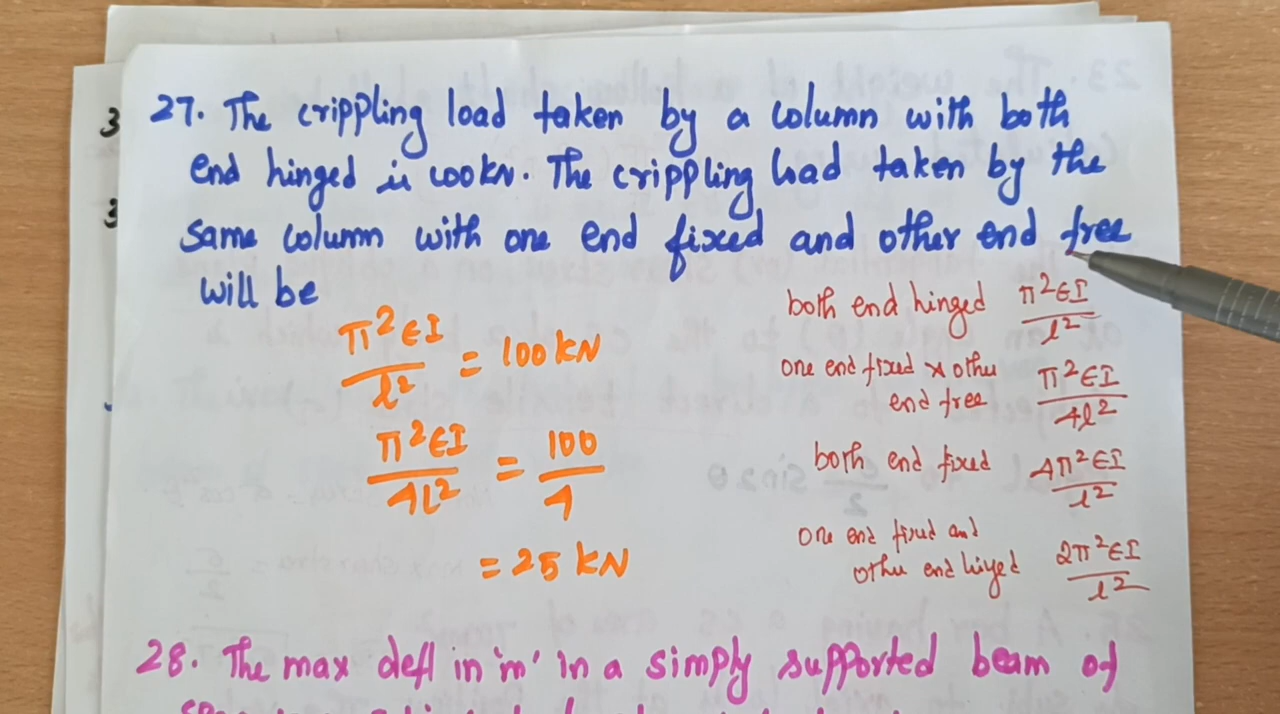 27. The crippling load taken by a column with both
end hinged is 100kN. The crippling load taken by the
same column with one end fixed and other end free
will be
π²EI/l² = 100kN
π²EI/4l² = 100/4
= 25 kN
both end hinged π²EI/l²
one end fixed & other
end free π²EI/4l²
both end fixed 4π²EI/l²
one end fixed and
other end hinged 2π²EI/l²
28. The max defl in 'm' in a simply supported beam of
3
3